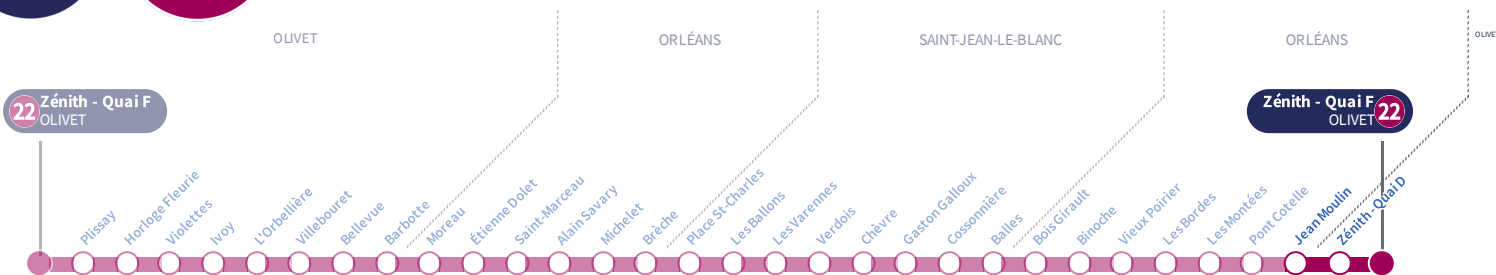 OLIVET
ORLÉANS
SAINT-JEAN-LE-BLANC
ORLÉANS
OLIVE
22 Zénith - Quai F
OLIVET
Zénith - Quai F 22
OLIVET
Plissay
Horloge Fleurie
Violettes
Ivoy
L'Orbellière
Villebouret
Bellevue
Barbotte
Moreau
Étienne Dolet
Saint-Marceau
Alain Savary
Michelet
Brèche
Place St-Charles
Les Ballons
Les Varennes
Verdois
Chèvre
Gaston Galloux
Cossonnière
Balles
Bois Girault
Binoche
Vieux Poirier
Les Bordes
Les Montées
Pont Cotelle
Jean Moulin
Zénith - Quai D